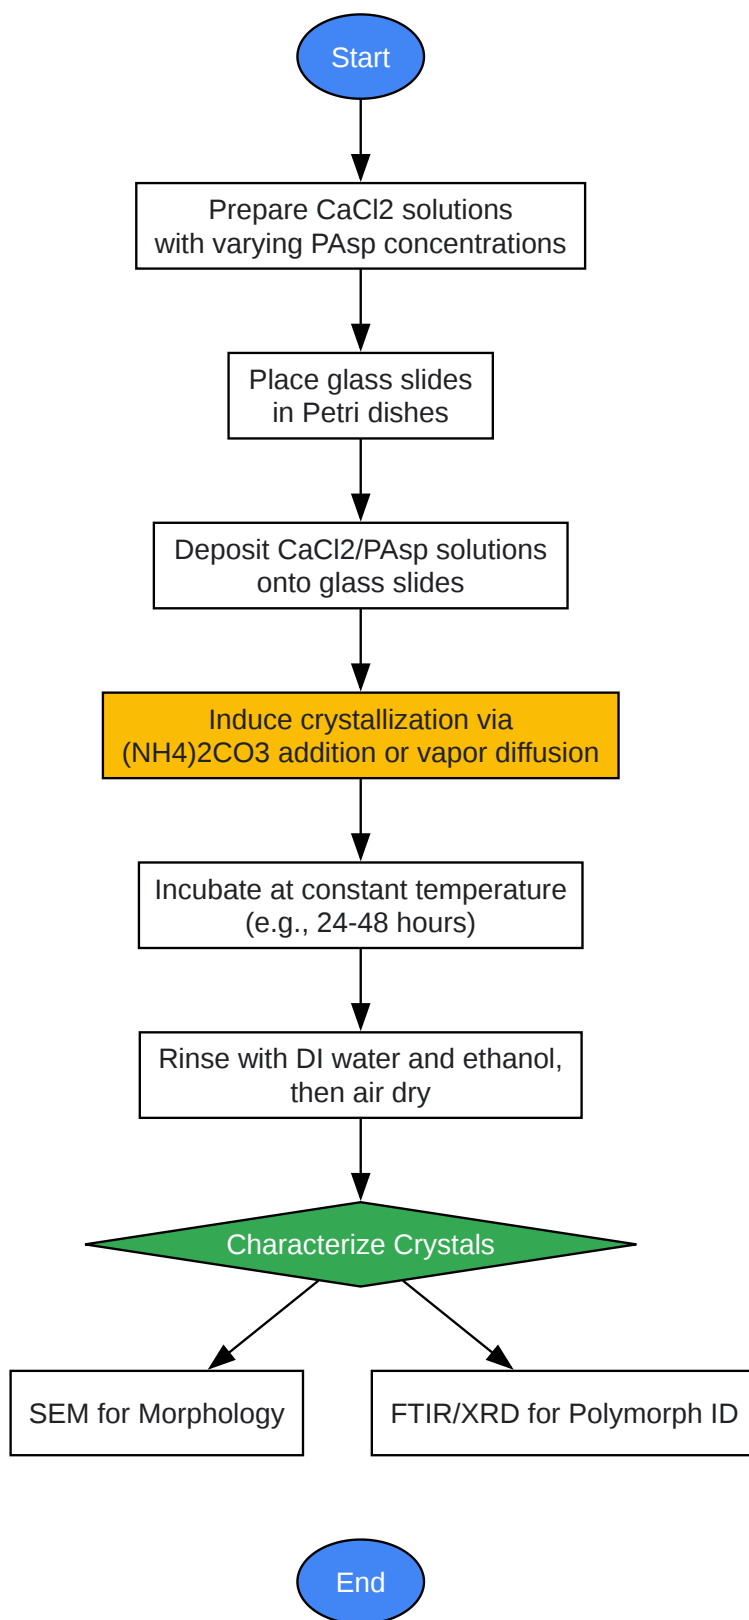 Start
Prepare CaCl2 solutions
with varying PAsp concentrations
Place glass slides
in Petri dishes
Deposit CaCl2/PAsp solutions
onto glass slides
Induce crystallization via
(NH4)2CO3 addition or vapor diffusion
Incubate at constant temperature
(e.g., 24-48 hours)
Rinse with DI water and ethanol,
then air dry
Characterize Crystals
SEM for Morphology
FTIR/XRD for Polymorph ID
End